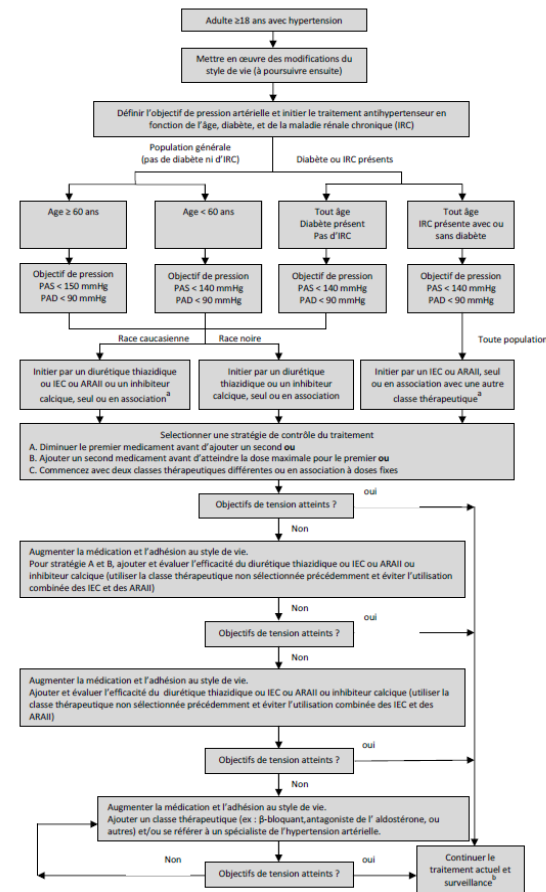 Adulte ≥18 ans avec hypertension
Mettre en œuvre des modifications du
style de vie (à poursuivre ensuite)
Définir l'objectif de pression artérielle et initier le traitement antihypertenseur en
fonction de l'âge, diabète, et de la maladie rénale chronique (IRC)
Population générale
(pas de diabète ni d'IRC)
Diabète ou IRC présents
Age ≥ 60 ans
Age < 60 ans
Tout âge
Diabète présent
Pas d'IRC
Tout âge
IRC présente avec ou
sans diabète
Objectif de pression
PAS < 150 mmHg
PAD < 90 mmHg
Objectif de pression
PAS < 140 mmHg
PAD < 90 mmHg
Objectif de pression
PAS < 140 mmHg
PAD < 90 mmHg
Objectif de pression
PAS < 140 mmHg
PAD < 90 mmHg
Race caucasienne
Race noire
Toute population
Initier par un diurétique thiazidique
ou IEC ou ARAII ou un inhibiteur
calcique, seul ou en association a
Initier par un diurétique
thiazidique ou un inhibiteur
calcique, seul ou en association
Initier par un IEC ou ARAII, seul
ou en association avec une autre
classe thérapeutique a
Selectionner une stratégie de contrôle du traitement
A. Diminuer le premier medicament avant d'ajouter un second ou
B. Ajouter un second medicament avant d'atteindre la dose maximale pour le premier ou
C. Commencez avec deux classes thérapeutiques différentes ou en association à doses fixes
Objectifs de tension atteints ?
oui
Non
Augmenter la médication et l'adhésion au style de vie.
Pour stratégie A et B, ajouter et évaluer l'efficacité du diurétique thiazidique ou IEC ou ARAII ou
inhibiteur calcique (utiliser la classe thérapeutique non sélectionnée précédemment et éviter l'utilisation
combinée des IEC et des ARAII)
Non
Objectifs de tension atteints ?
oui
Non
Augmenter la médication et l'adhésion au style de vie.
Ajouter et évaluer l'efficacité du diurétique thiazidique ou IEC ou ARAII ou inhibiteur calcique (utiliser la
classe thérapeutique non sélectionnée précédemment et éviter l'utilisation combinée des IEC et des
ARAII)
Objectifs de tension atteints ?
oui
Non
Augmenter la médication et l'adhésion au style de vie.
Ajouter un classe thérapeutique (ex : β-bloquant,antagoniste de l' aldostérone, ou
autres) et/ou se référer à un spécialiste de l'hypertension artérielle.
Non
Objectifs de tension atteints ?
oui
Continuer le
traitement actuel et
surveillance b